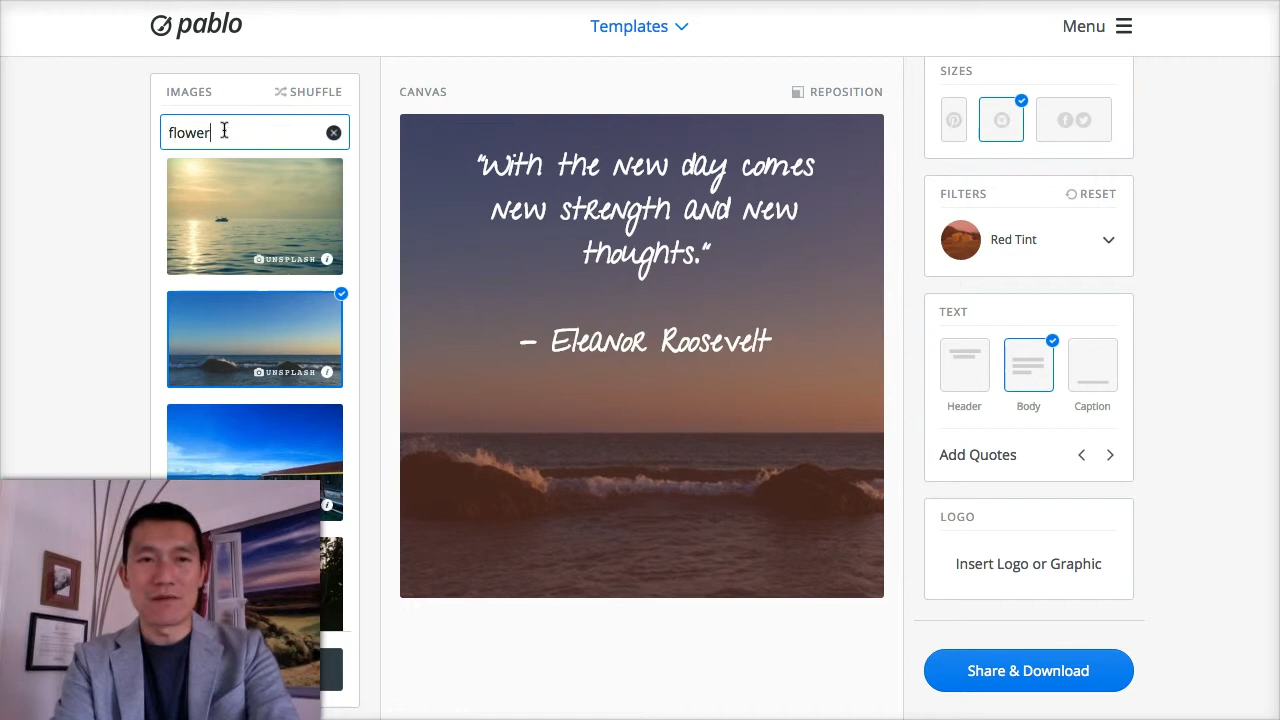 pablo
Templates
Menu
IMAGES
SHUFFLE
flower
UNSPLASH
UNSPLASH
CANVAS
REPOSITION
"With the new day comes
new strength and new
thoughts."
- Eleanor Roosevelt
SIZES
FILTERS
RESET
Red Tint
TEXT
Header
Body
Caption
Add Quotes
LOGO
Insert Logo or Graphic
Share & Download